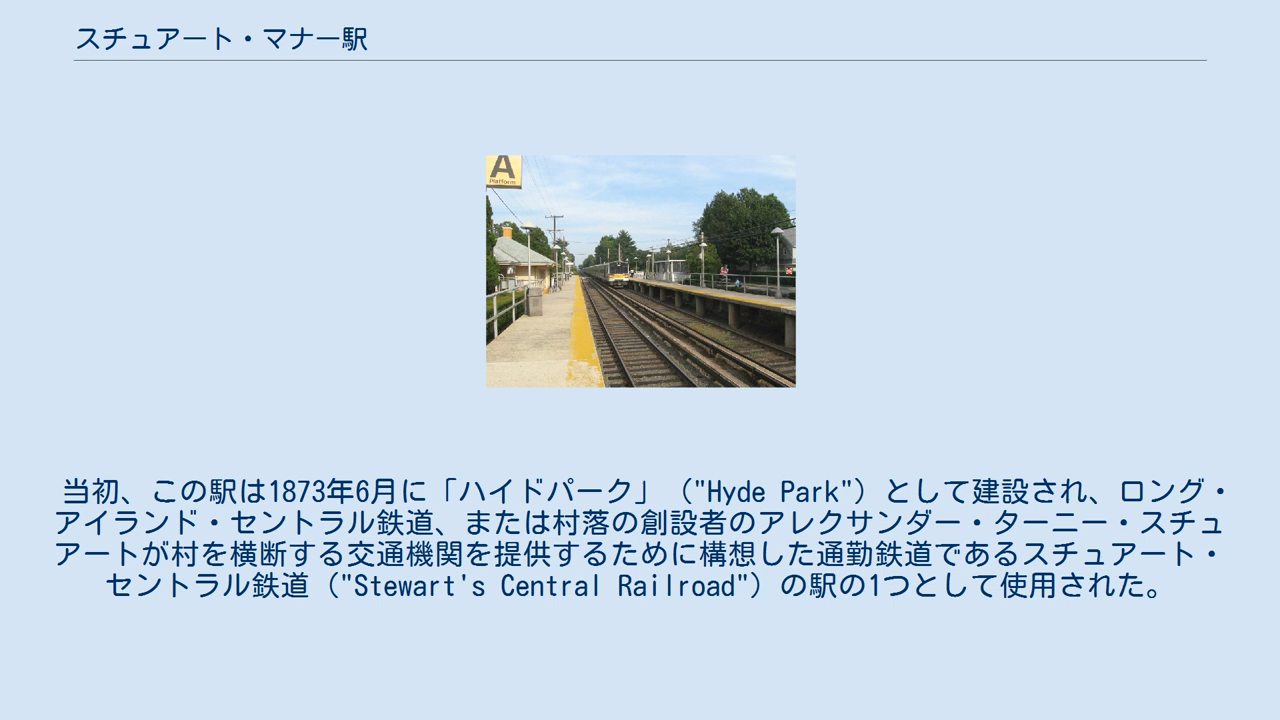 スチュアート・マナー駅
A
Platform
当初、この駅は1873年6月に「ハイドパーク」（"Hyde Park"）として建設され、ロング・
アイランド・セントラル鉄道、または村落の創設者のアレクサンダー・ターニー・スチュ
アートが村を横断する交通機関を提供するために構想した通勤鉄道であるスチュアート・
セントラル鉄道（"Stewart's Central Railroad"）の駅の1つとして使用された。